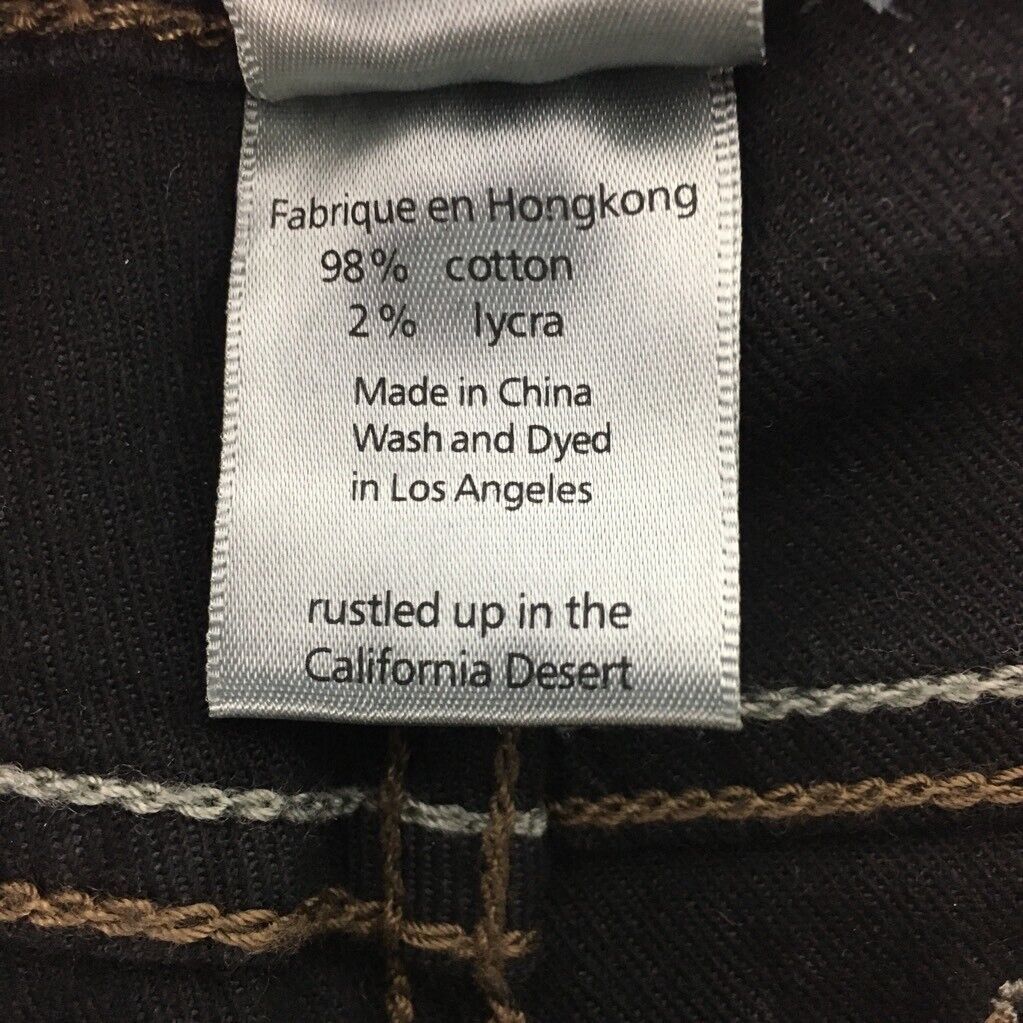 Fabrique en Hongkong
98% cotton
2% lycra
Made in China
Wash and Dyed
in Los Angeles
rustled up in the
California Desert